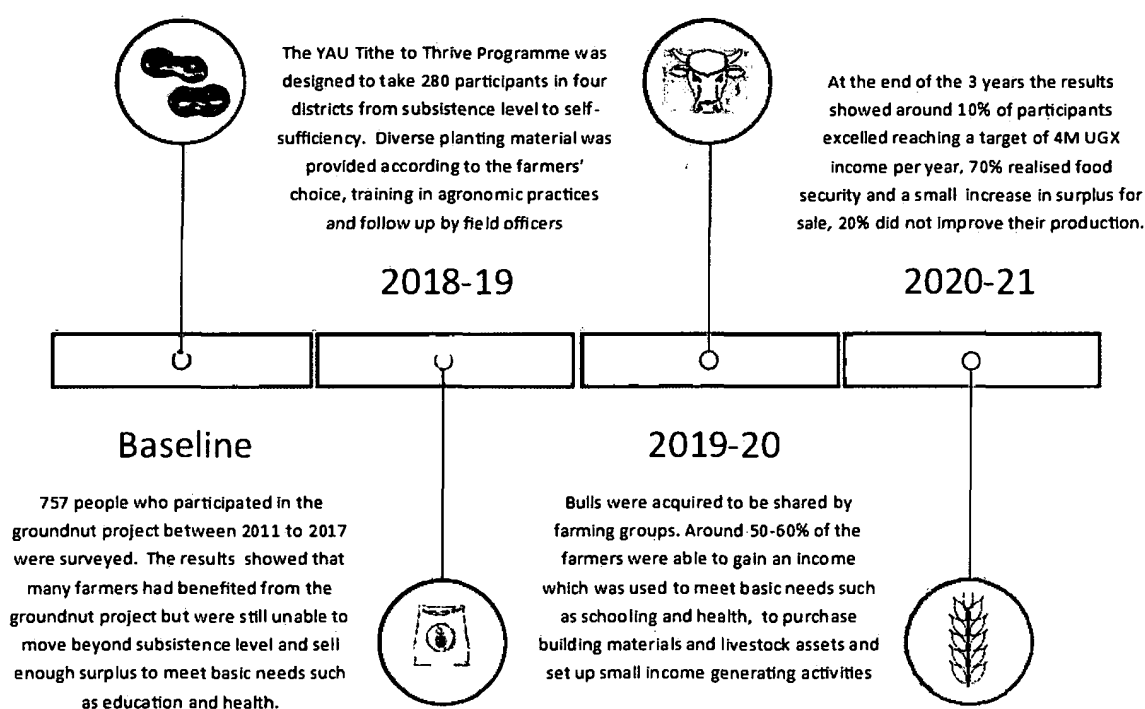 The YAU Tithe to Thrive Programme was
designed to take 280 participants in four
districts from subsistence level to self-
sufficiency. Diverse planting material was
provided according to the farmers'
choice, training in agronomic practices
and follow up by field officers
2018-19
At the end of the 3 years the results
showed around 10% of participants
excelled reaching a target of 4M UGX
income per year, 70% realised food
security and a small increase in surplus for
sale, 20% did not improve their production.
2020-21
Baseline
757 people who participated in the
groundnut project between 2011 to 2017
were surveyed. The results showed that
many farmers had benefited from the
groundnut project but were still unable to
move beyond subsistence level and sell
enough surplus to meet basic needs such
as education and health.
2019-20
Bulls were acquired to be shared by
farming groups. Around 50-60% of the
farmers were able to gain an income
which was used to meet basic needs such
as schooling and health, to purchase
building materials and livestock assets and
set up small income generating activities